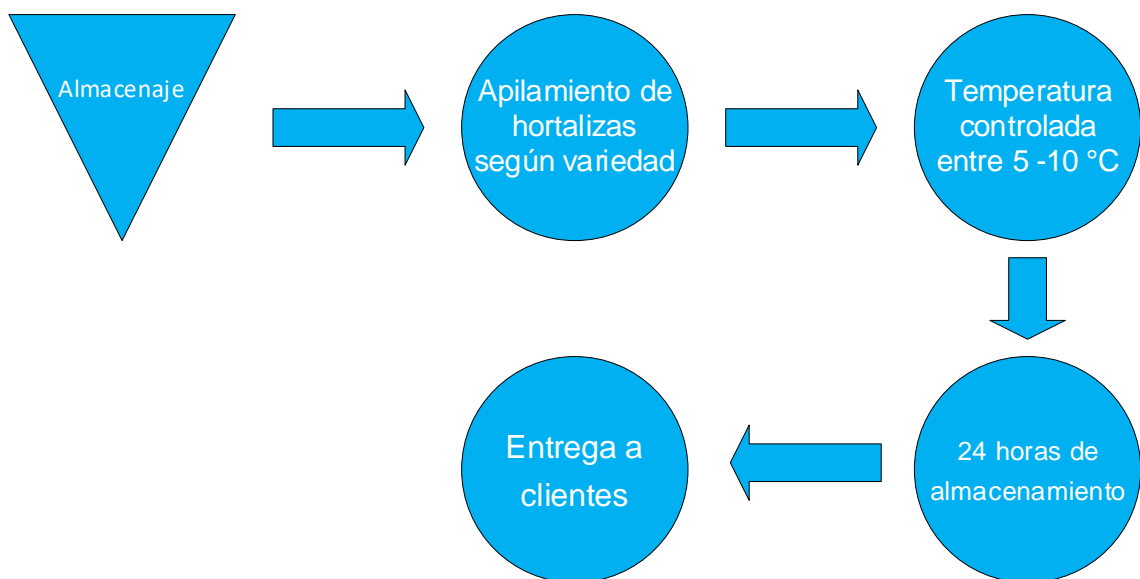 Almacenaje
Apilamiento de
hortalizas
según variedad
Temperatura
controlada
entre 5 -10 °C
24 horas de
almacenamiento
Entrega a
clientes